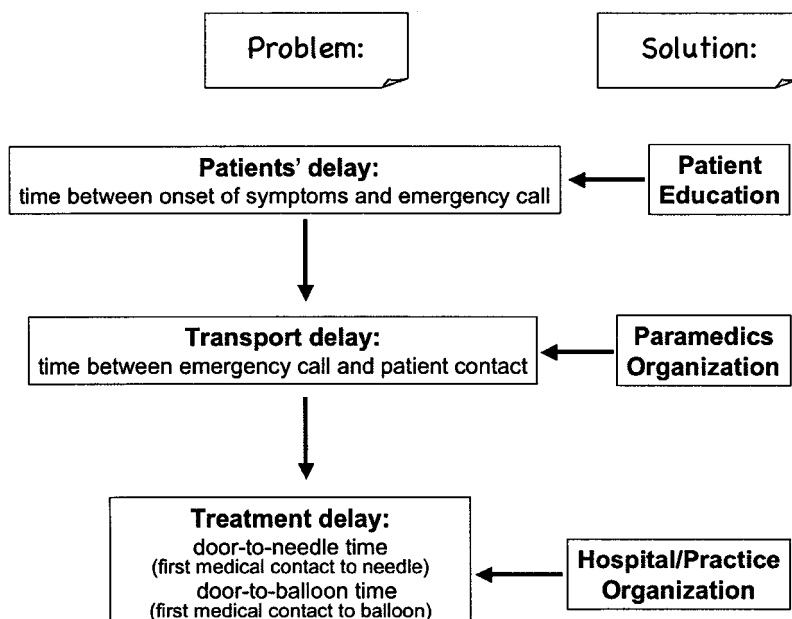 Problem:
Solution:
Patients' delay:
time between onset of symptoms and emergency call
Patient
Education
Transport delay:
time between emergency call and patient contact
Paramedics
Organization
Treatment delay:
door-to-needle time
(first medical contact to needle)
door-to-balloon time
(first medical contact to balloon)
Hospital/Practice
Organization